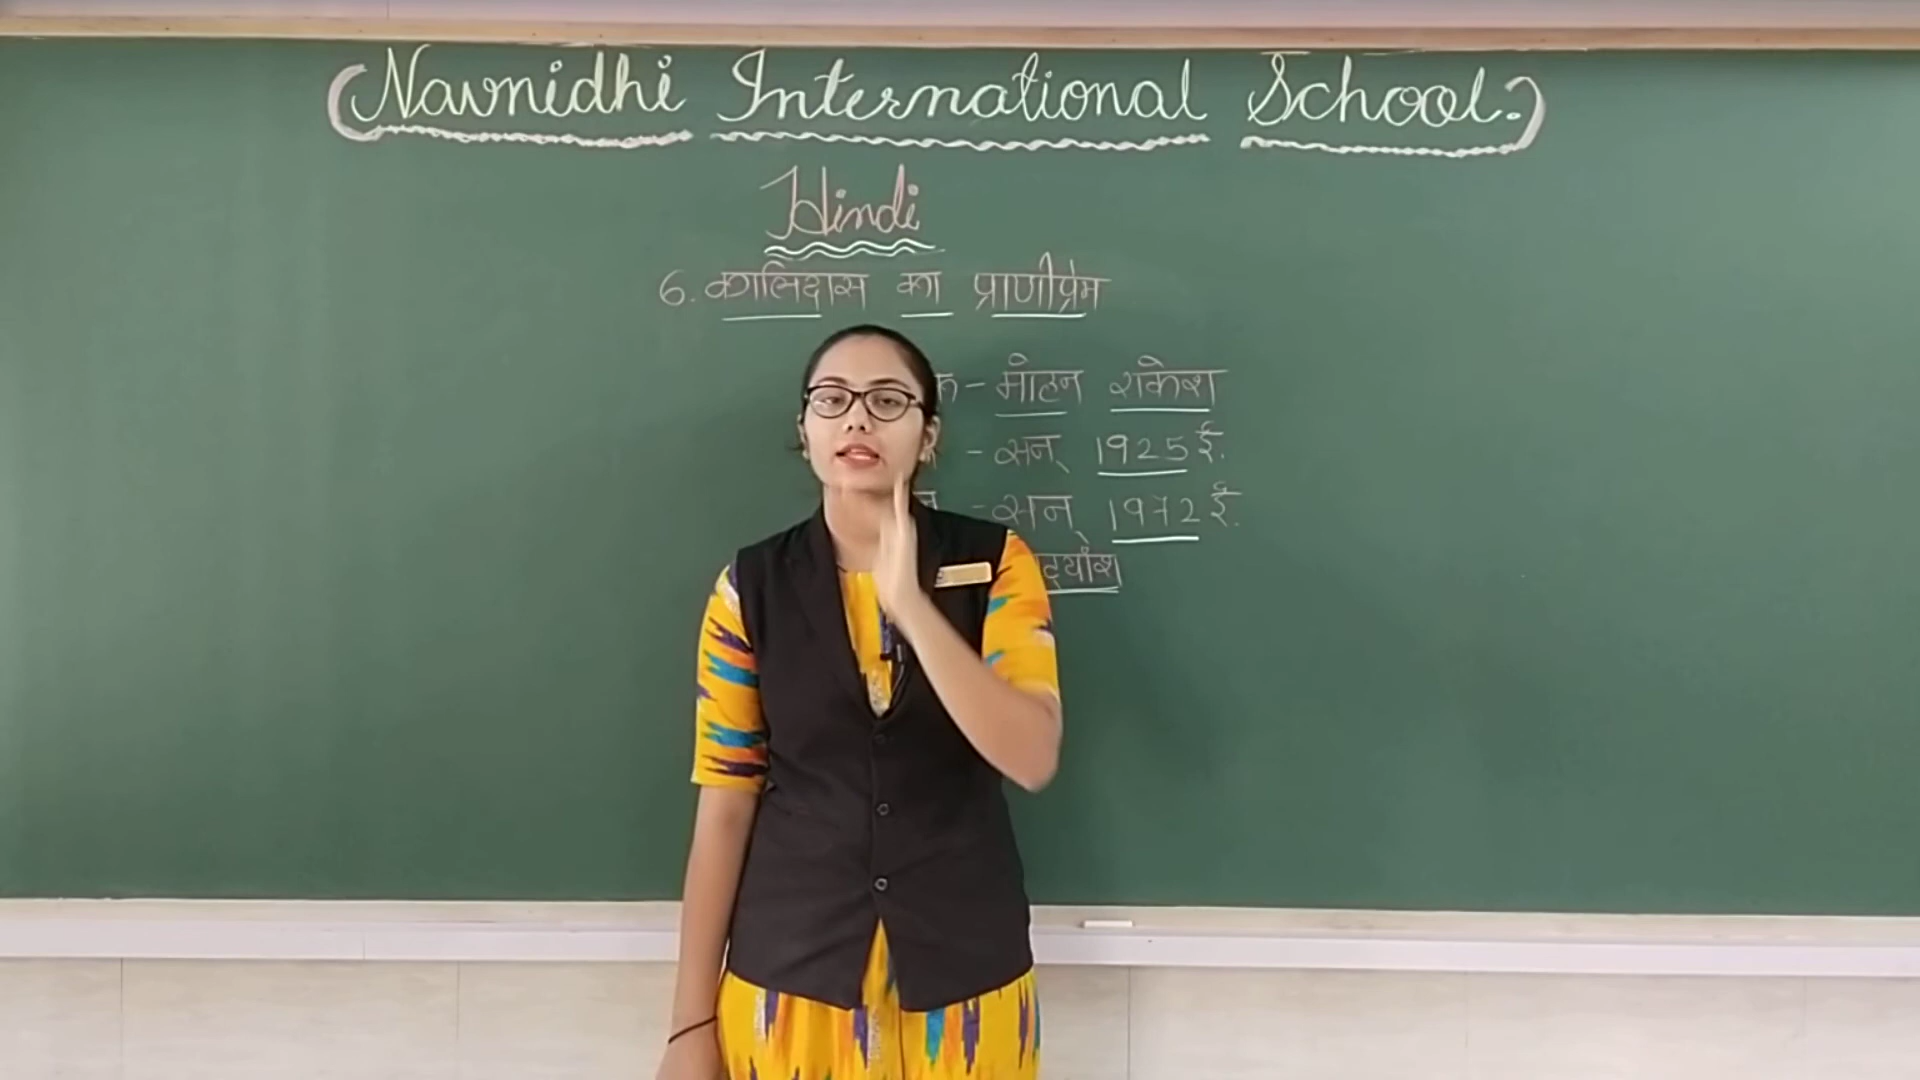 (Navnidhi International School.)
Hindi
6. कालिदास का प्राणीप्रेम
क - मोहन राकेश
- सन् 1925 ई.
न - सन् 1972 ई.
द्यांश